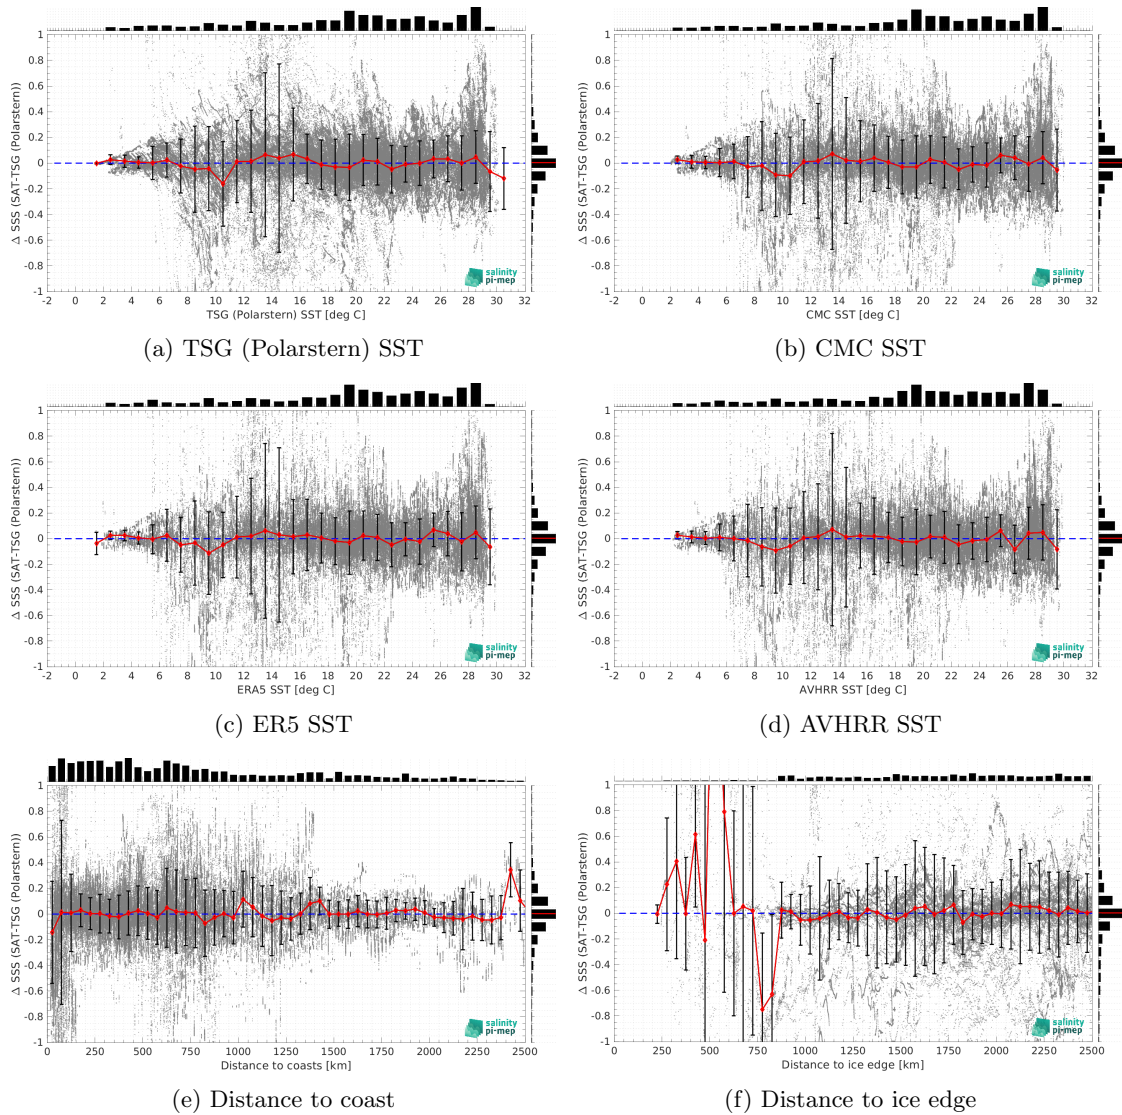 1
0.8
0.6
0.4
0.2
0
-0.2
-0.4
-0.6
-0.8
-1
Δ SSS (SAT-TSG (Polarstern))
salinity
pi-mep
-2 0 2 4 6 8 10 12 14 16 18 20 22 24 26 28 30 32
TSG (Polarstern) SST [deg C]
(a) TSG (Polarstern) SST
1
0.8
0.6
0.4
0.2
0
-0.2
-0.4
-0.6
-0.8
-1
Δ SSS (SAT-TSG (Polarstern))
salinity
pi-mep
-2 0 2 4 6 8 10 12 14 16 18 20 22 24 26 28 30 32
CMC SST [deg C]
(b) CMC SST
1
0.8
0.6
0.4
0.2
0
-0.2
-0.4
-0.6
-0.8
-1
Δ SSS (SAT-TSG (Polarstern))
salinity
pi-mep
-2 0 2 4 6 8 10 12 14 16 18 20 22 24 26 28 30 32
ERA5 SST [deg C]
(c) ER5 SST
1
0.8
0.6
0.4
0.2
0
-0.2
-0.4
-0.6
-0.8
-1
Δ SSS (SAT-TSG (Polarstern))
salinity
pi-mep
-2 0 2 4 6 8 10 12 14 16 18 20 22 24 26 28 30 32
AVHRR SST [deg C]
(d) AVHRR SST
1
0.8
0.6
0.4
0.2
0
-0.2
-0.4
-0.6
-0.8
-1
Δ SSS (SAT-TSG (Polarstern))
salinity
pi-mep
0 250 500 750 1000 1250 1500 1750 2000 2250 2500
Distance to coasts [km]
(e) Distance to coast
1
0.8
0.6
0.4
0.2
0
-0.2
-0.4
-0.6
-0.8
-1
Δ SSS (SAT-TSG (Polarstern))
salinity
pi-mep
0 250 500 750 1000 1250 1500 1750 2000 2250 2500
Distance to ice edge [km]
(f) Distance to ice edge